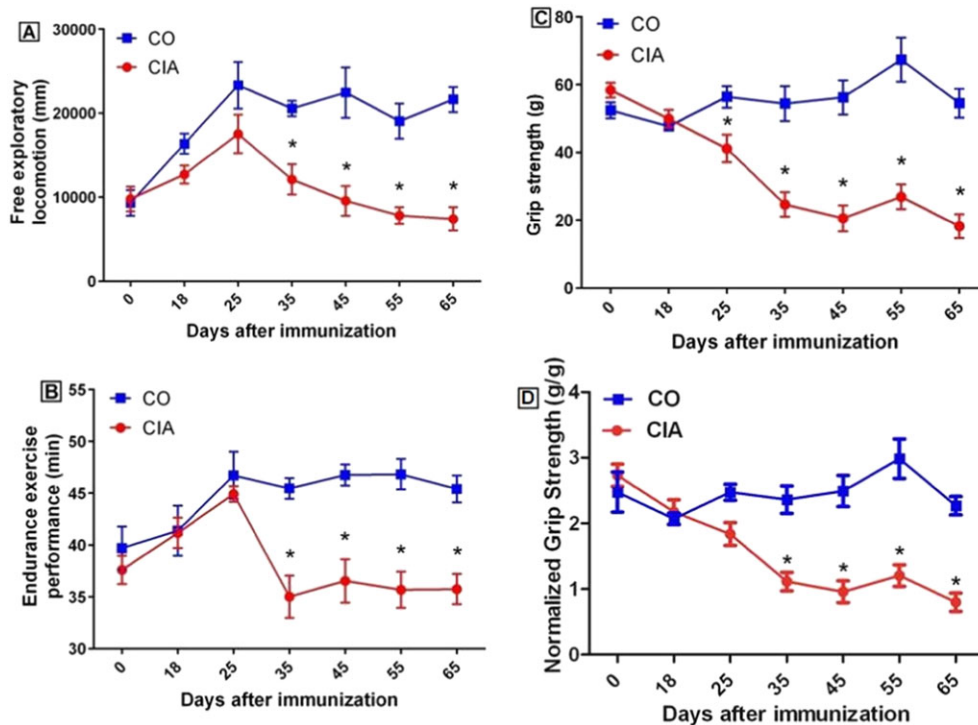 A
CO
CIA
30000
20000
10000
0
Free exploratory
locomotion (mm)
*
*
*
*
0 18 25 35 45 55 65
Days after immunization
C
CO
CIA
80
60
40
20
0
Grip strength (g)
*
*
*
*
*
0 18 25 35 45 55 65
Days after immunization
B
CO
CIA
55
50
45
40
35
30
Endurance exercise
performance (min)
* * * *
0 18 25 35 45 55 65
Days after immunization
D
CO
CIA
4
3
2
1
0
Normalized Grip Strength (g/g)
*
*
*
*
0 18 25 35 45 55 65
Days after immunization